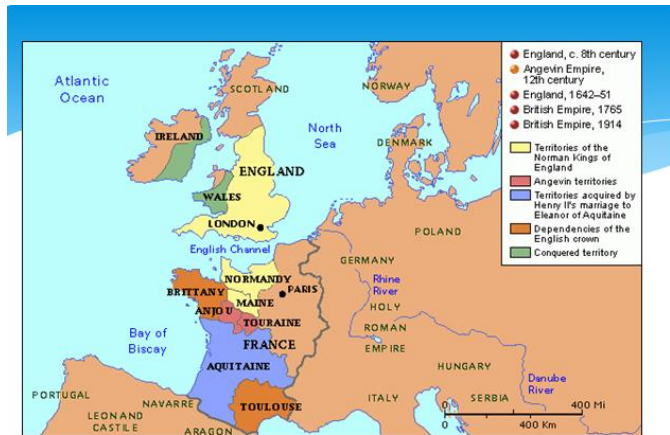 Atlantic
Ocean
SCOTLAND
NORWAY
North
Sea
DENMARK
IRELAND
ENGLAND
WALES
LONDON
English Channel
POLAND
GERMANY
Rhine
River
NORMANDY
PARIS
BRITTANY
MAINE
ANJOU
TOURAINE
HOLY
ROMAN
EMPIRE
Bay of
Biscay
FRANCE
AQUITAINE
HUNGARY
Danube
River
TOULOUSE
ITALY
SERBIA
PORTUGAL
NAVARRE
LEON AND
CASTILE
ARAGON
0
400 Mi
0
400 Km
England, c. 8th century
Angevin Empire,
12th century
England, 1642–51
British Empire, 1765
British Empire, 1914
Territories of the
Norman Kings of
England
Angevin territories
Territories acquired by
Henry II's marriage to
Eleanor of Aquitaine
Dependencies of the
English crown
Conquered territory